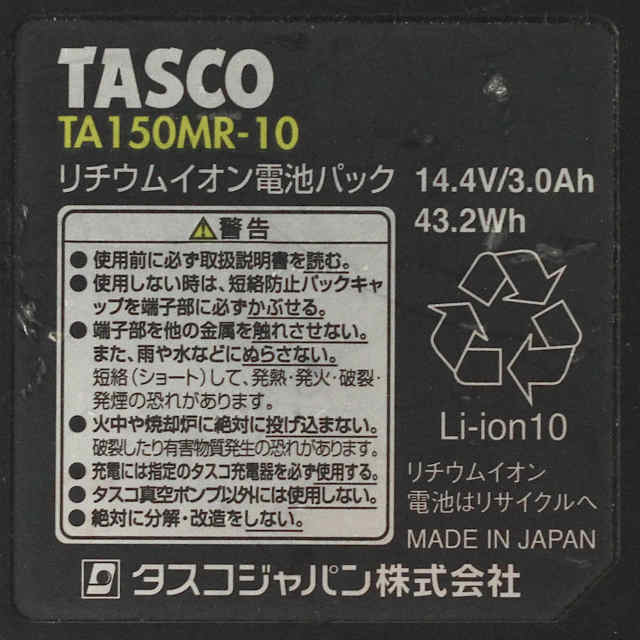 TASCO
TA150MR-10
リチウムイオン電池パック 14.4V/3.0Ah
43.2Wh
警告
●使用前に必ず取扱説明書を読む。
●使用しない時は、短絡防止パックキャ
ップを端子部に必ずかぶせる。
●端子部を他の金属を触れさせない。
また、雨や水などにぬらさない。
短絡(ショート)して、発熱・発火・破裂・
発煙の恐れがあります。
●火中や焼却炉に絶対に投げ込まない。
破裂したり有害物質発生の恐れがあります。
●充電には指定のタスコ充電器を必ず使用する。
●タスコ真空ポンプ以外には使用しない。
●絶対に分解・改造をしない。
Li-ion10
リチウムイオン
電池はリサイクルへ
MADE IN JAPAN
タスコジャパン株式会社